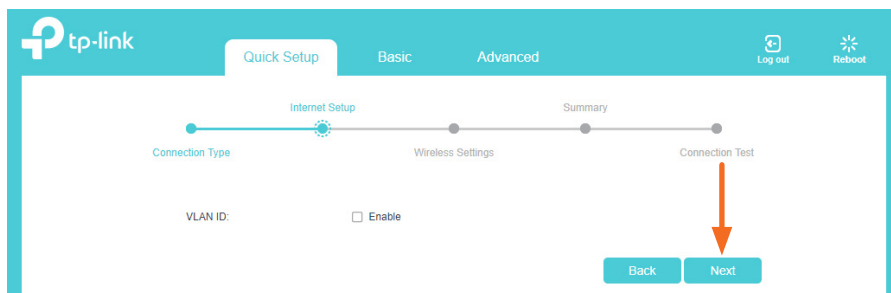 tp-link
Quick Setup Basic Advanced Log out Reboot
Internet Setup Summary
Connection Type Wireless Settings Connection Test
VLAN ID: Enable
Back Next